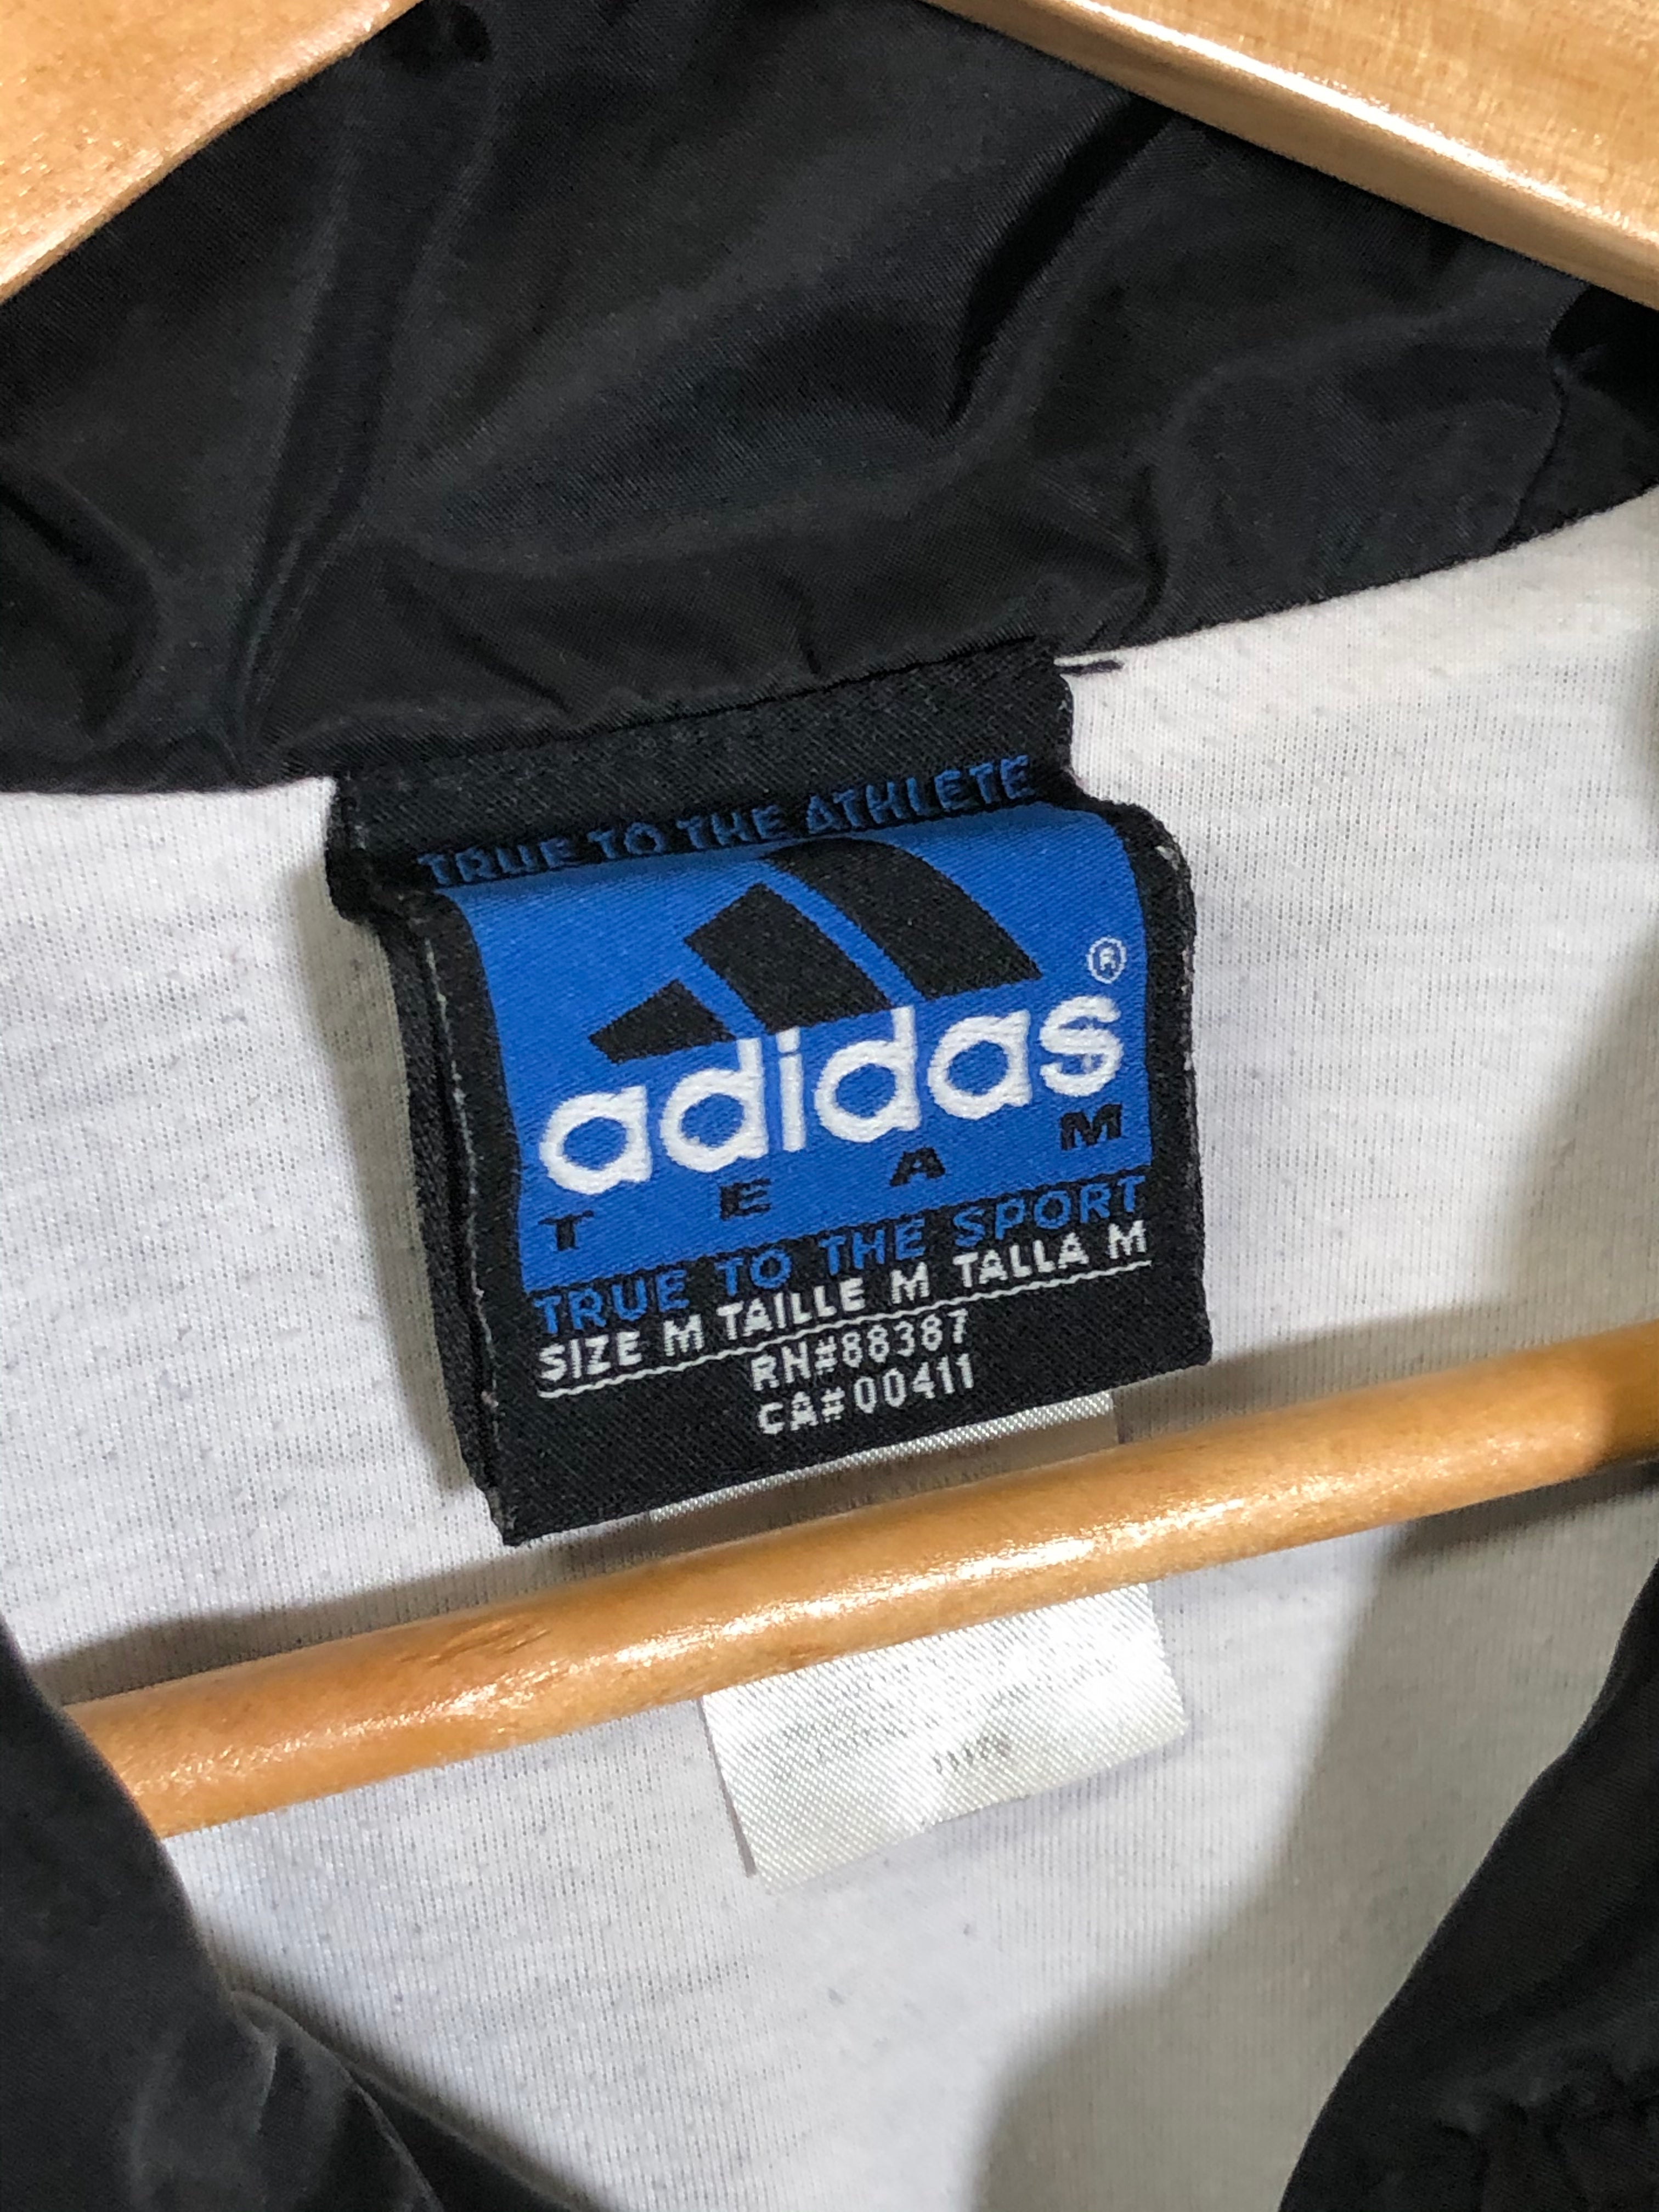 TRUE TO THE ATHLETE
adidas®
TEAM
TRUE TO THE SPORT
SIZE M TAILLE M TALLA M
RN#88387
CA#00411